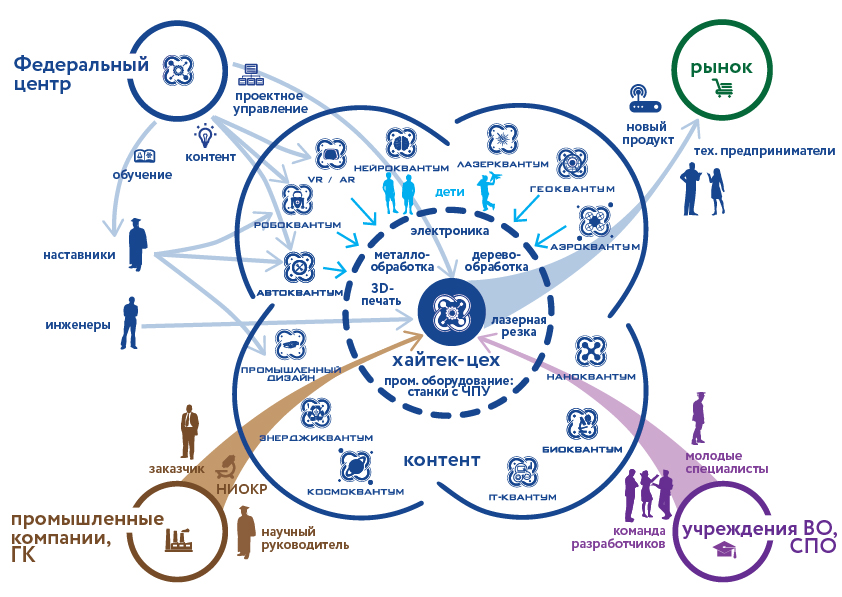 Федеральный
центр
проектное
управление
контент
обучение
рынок
новый
продукт
тех. предприниматели
VR / AR
НЕЙРОКВАНТУМ
ЛАЗЕРКВАНТУМ
ГЕОКВАНТУМ
дети
РОБОКВАНТУМ
АЭРОКВАНТУМ
электроника
наставники
металло-
обработка
дерево-
обработка
АВТОКВАНТУМ
3D-
печать
инженеры
лазерная
резка
хайтек-цех
ПРОМЫШЛЕННЫЙ
ДИЗАЙН
пром. оборудование:
станки с ЧПУ
НАНОКВАНТУМ
ЭНЕРДЖИКВАНТУМ
БИОКВАНТУМ
контент
КОСМОКВАНТУМ
IT-КВАНТУМ
заказчик
НИОКР
молодые
специалисты
промышленные
компании,
ГК
научный
руководитель
команда
разработчиков
учреждения ВО,
СПО